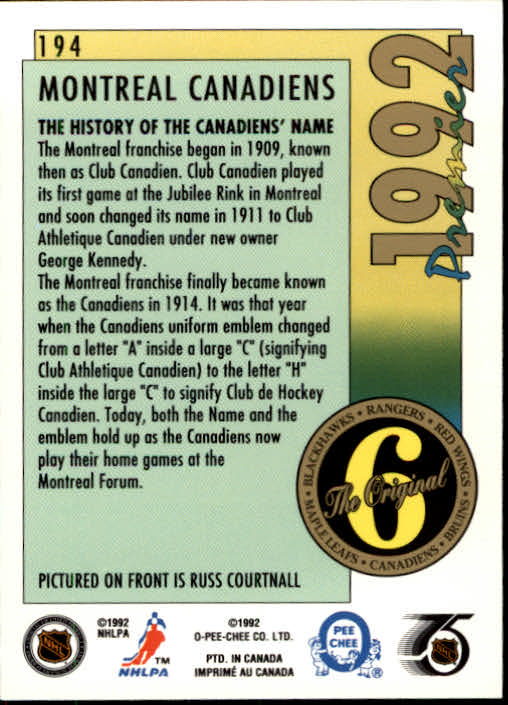 194
MONTREAL CANADIENS
THE HISTORY OF THE CANADIENS' NAME
The Montreal franchise began in 1909, known
then as Club Canadien. Club Canadien played
its first game at the Jubilee Rink in Montreal
and soon changed its name in 1911 to Club
Athletique Canadien under new owner
George Kennedy.
The Montreal franchise finally became known
as the Canadiens in 1914. It was that year
when the Canadiens uniform emblem changed
from a letter "A" inside a large "C" (signifying
Club Athletique Canadien) to the letter "H"
inside the large "C" to signify Club de Hockey
Canadien. Today, both the Name and the
emblem hold up as the Canadiens now
play their home games at the
Montreal Forum.
PICTURED ON FRONT IS RUSS COURTNALL
1992
Premier
BLACKHAWKS • RANGERS • RED WINGS • BRUINS • CANADIENS • MAPLE LEAFS •
6
The Original
NHL
©1992
NHLPA
NHLPA
™
©1992
O-PEE-CHEE CO. LTD.
PTD. IN CANADA
IMPRIMÉ AU CANADA
O
PEE
CHEE
®
75
NHL